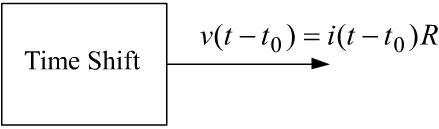 v(t − t₀) = i(t − t₀)R
Time Shift